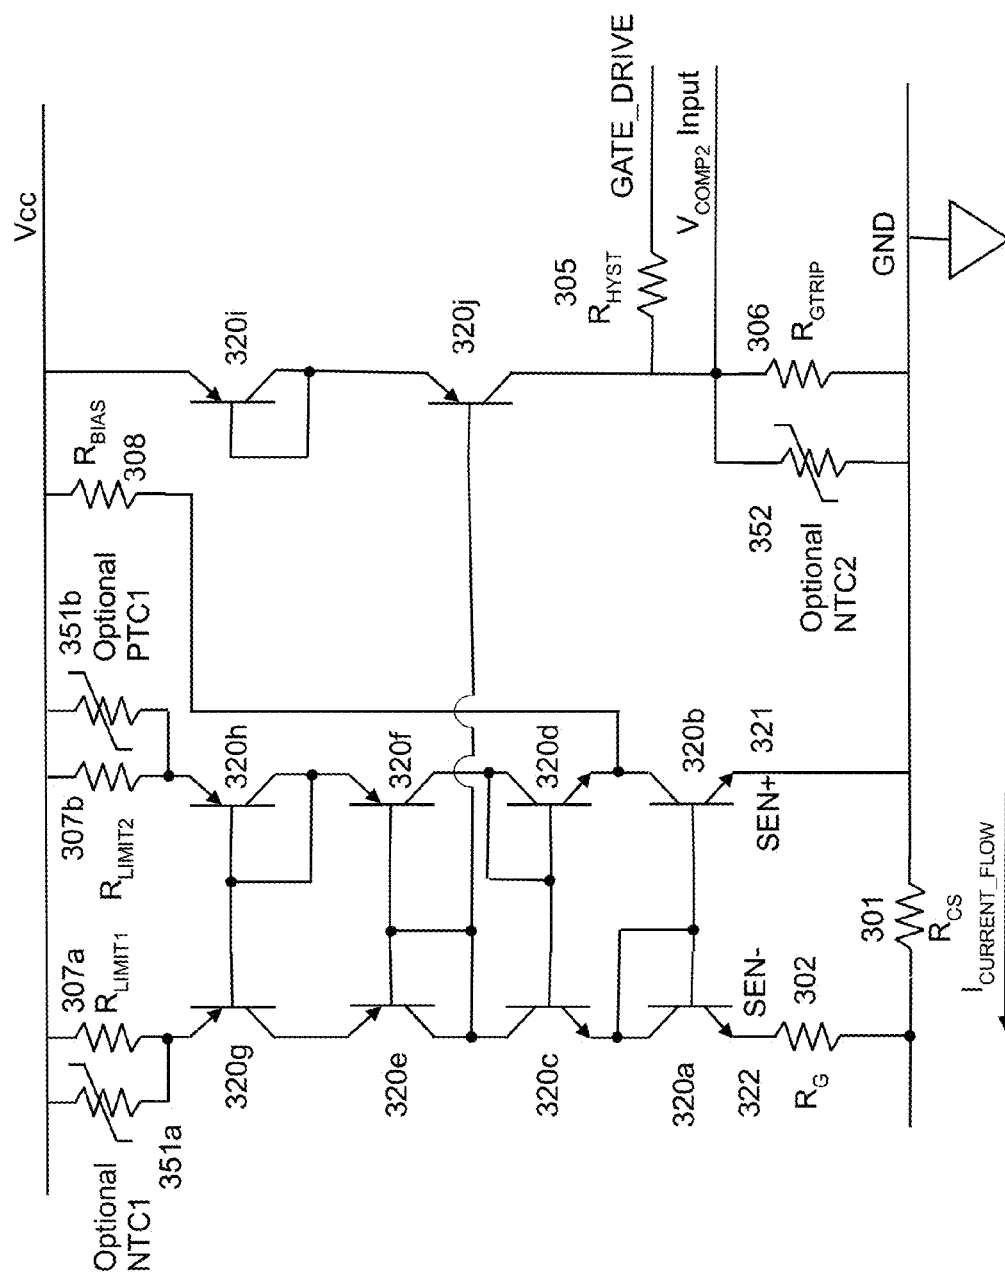 Vcc
Optional
NTC1
351a
307a
R_LIMIT1
307b
R_LIMIT2
351b
Optional
PTC1
R_BIAS
308
320g
320h
320i
320e
320f
320j
320c
320d
320a
320b
322
SEN-
SEN+
321
302
R_G
305
R_HYST
GATE_DRIVE
V_COMP2 Input
352
Optional
NTC2
306
R_GTRIP
GND
301
R_CS
I_CURRENT_FLOW